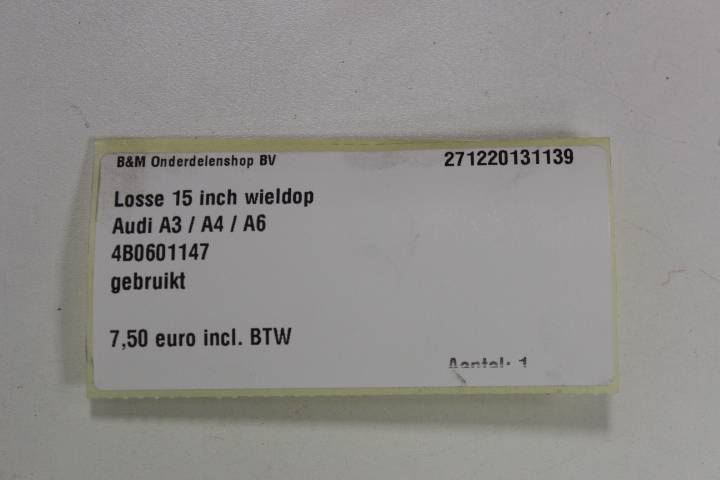 B&M Onderdelenshop BV 271220131139
Losse 15 inch wieldop
Audi A3 / A4 / A6
4B0601147
gebruikt
7,50 euro incl. BTW
Aantal: 1